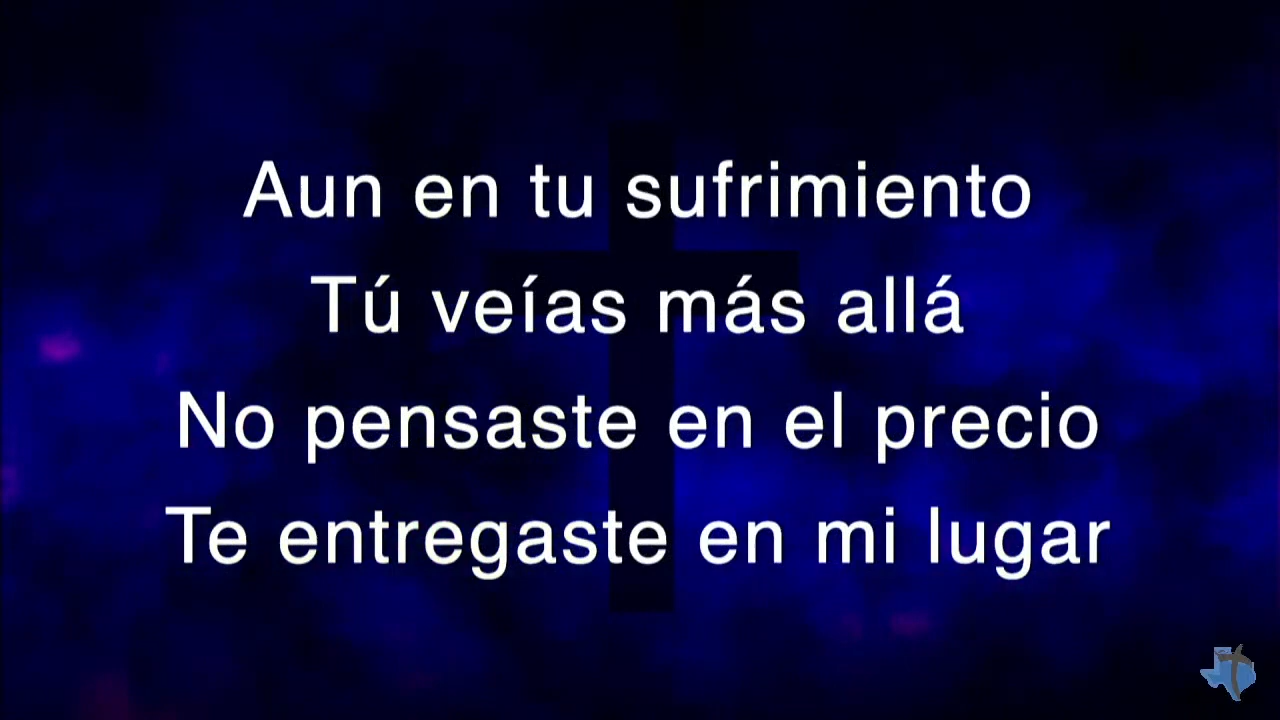 Aun en tu sufrimiento
Tú veías más allá
No pensaste en el precio
Te entregaste en mi lugar